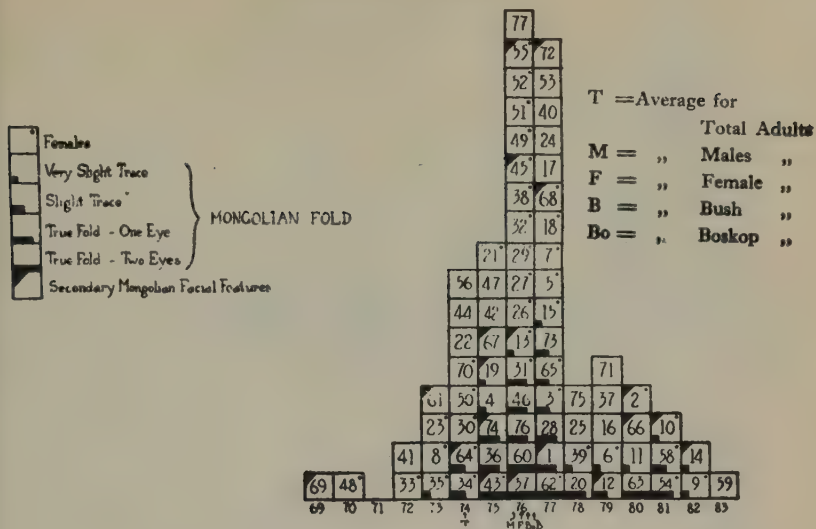 77
55 72
52 53
51 40
49 24
45 17
38 68
32 18
21 29 7
56 47 27 5
44 42 26 15
22 67 13 73
70 19 31 65 71
61 50 4 46 3 75 37 2
23 30 74 76 28 25 16 66 10
41 8 64 36 60 1 39 6 11 58 14
69 48 33 35 34 43 57 62 20 12 63 54 9 59
69 70 71 72 73 74 75 76 77 78 79 80 81 82 83
T
Females
Very Slight Trace
Slight Trace"
True Fold - One Eye
True Fold - Two Eyes
MONGOLIAN FOLD
Secondary Mongolian Facial Features
T = Average for
Total Adults
M = „ Males „
F = „ Female „
B = „ Bush „
Bo = „ Boskop „